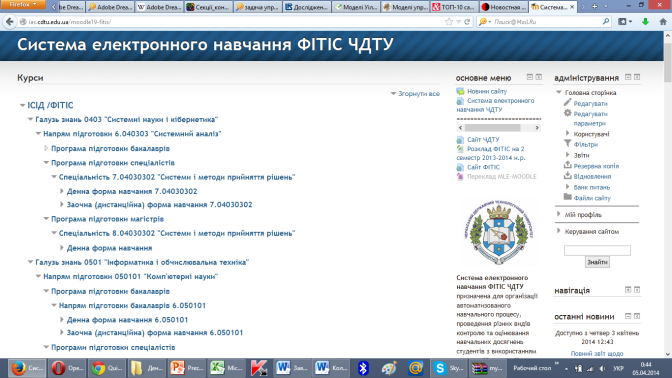 Firefox
Adobe Drea...
Adobe Drea...
Секції_кон...
задача упр...
Дослджен...
Моделі Уіл...
Моделі упр...
ТОП-10 са...
Новостная ...
Система...
ias.cdtu.edu.ua/moodle19-fitis/
Поиск@Mail.Ru
Система електронного навчання ФІТІС ЧДТУ
Курси
Згорнути все
ІСІД /ФІТІС
Галузь знань 0403 "Системні науки і кібернетика"
Напрям підготовки 6.040303 "Системний аналіз"
Програма підготовки бакалаврів
Програма підготовки спеціалістів
Спеціальність 7.04030302 "Системи і методи прийняття рішень"
Денна форма навчання 7.04030302
Заочна (дистанційна) форма навчання 7.04030302
Програма підготовки магістрів
Спеціальність 8.04030302 "Системи і методи прийняття рішень"
Денна форма навчання
Галузь знань 0501 "Інформатика і обчислювальна техніка"
Напрям підготовки 050101 "Комп'ютерні науки"
Програма підготовки бакалаврів
Напрям підготовки бакалаврів 6.050101
Денна форма навчання 6.050101
Заочна (дистанційна) форма навчання 6.050101
Програма підготовки спеціалістів
основне меню
Новини сайту
Система електронного
навчання ЧДТУ
Сайт ЧДТУ
Розклад ФІТІС на 2
семестр 2013-2014 н.р.
Сайт ФІТІС
Переклад MLE-MOODLE
Система електронного
навчання ФІТІС ЧДТУ
призначена для організації
автоматизованого
навчального процесу,
проведення різних видів
контролю та оцінювання
навчальних досягнень
студентів з використанням
адміністрування
Головна сторінка
Редагувати
Редагувати
параметри
Користувачі
Фільтри
Звіти
Резервна копія
Відновлення
Банк питань
Файли сайту
Мій профіль
Керування сайтом
Знайти
навігація
останні новини
Доступно з четвер 3 квітень
2014 12:43
Повний звіт щодо
Сис...
Ope...
Qui...
Ден...
Prec...
Mic...
Зав...
Кол...
Sky...
my...
Рабочий стол
УКР
0:44
05.04.2014